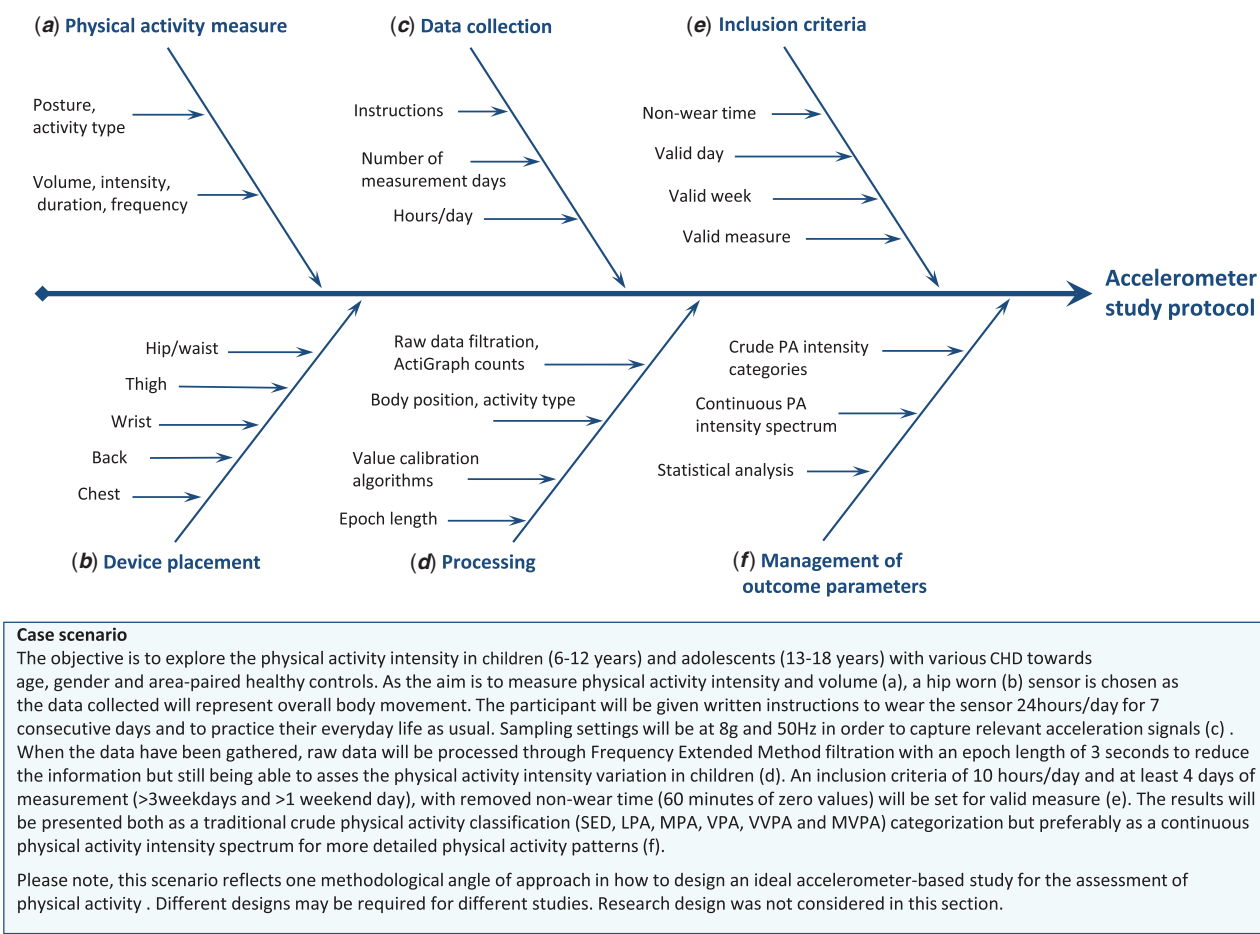 (a) Physical activity measure
Posture,
activity type
Volume, intensity,
duration, frequency
(c) Data collection
Instructions
Number of
measurement days
Hours/day
(e) Inclusion criteria
Non-wear time
Valid day
Valid week
Valid measure
Accelerometer
study protocol
Hip/waist
Thigh
Wrist
Back
Chest
(b) Device placement
Raw data filtration,
ActiGraph counts
Body position, activity type
Value calibration
algorithms
Epoch length
(d) Processing
Crude PA intensity
categories
Continuous PA
intensity spectrum
Statistical analysis
(f) Management of
outcome parameters
Case scenario
The objective is to explore the physical activity intensity in children (6-12 years) and adolescents (13-18 years) with various CHD towards
age, gender and area-paired healthy controls. As the aim is to measure physical activity intensity and volume (a), a hip worn (b) sensor is chosen as
the data collected will represent overall body movement. The participant will be given written instructions to wear the sensor 24hours/day for 7
consecutive days and to practice their everyday life as usual. Sampling settings will be at 8g and 50Hz in order to capture relevant acceleration signals (c) .
When the data have been gathered, raw data will be processed through Frequency Extended Method filtration with an epoch length of 3 seconds to reduce
the information but still being able to asses the physical activity intensity variation in children (d). An inclusion criteria of 10 hours/day and at least 4 days of
measurement (>3weekdays and >1 weekend day), with removed non-wear time (60 minutes of zero values) will be set for valid measure (e). The results will
be presented both as a traditional crude physical activity classification (SED, LPA, MPA, VPA, VVPA and MVPA) categorization but preferably as a continuous
physical activity intensity spectrum for more detailed physical activity patterns (f).
Please note, this scenario reflects one methodological angle of approach in how to design an ideal accelerometer-based study for the assessment of
physical activity . Different designs may be required for different studies. Research design was not considered in this section.